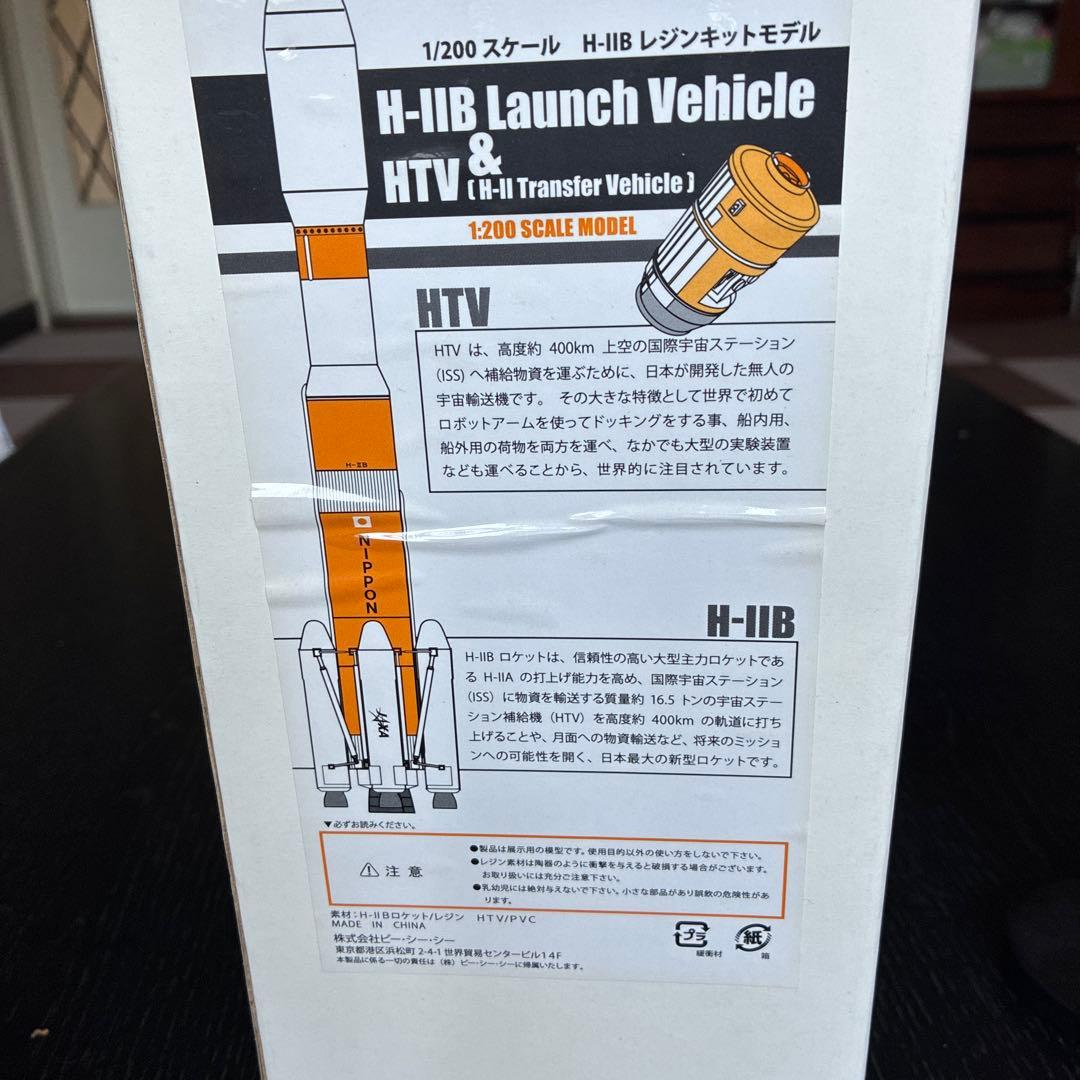 1/200 スケール　H-IIB レジンキットモデル
H-IIB Launch Vehicle
&
HTV ( H-II Transfer Vehicle )
1:200 SCALE MODEL
HTV
HTV は、高度約 400km 上空の国際宇宙ステーション
(ISS) へ補給物資を運ぶために、日本が開発した無人の
宇宙輸送機です。その大きな特徴として世界で初めて
ロボットアームを使ってドッキングをする事、船内用、
船外用の荷物を両方を運べ、なかでも大型の実験装置
なども運べることから、世界的に注目されています。
H-IIB
NIPPON
H-IIB
H-IIB ロケットは、信頼性の高い大型主力ロケットであ
る H-IIA の打上げ能力を高め、国際宇宙ステーション
(ISS) に物資を輸送する質量約 16.5 トンの宇宙ステー
ション補給機（HTV）を高度約 400km の軌道に打ち
上げることや、月面への物資輸送など、将来のミッショ
ンへの可能性を開く、日本最大の新型ロケットです。
JAXA
▼必ずお読みください。
⚠ 注 意
●製品は展示用の模型です。使用目的以外の使い方をしないで下さい。
●レジン素材は陶器のように衝撃を与えると破損する場合がございます。
お取り扱いには充分ご注意下さい。
●乳幼児には絶対与えないで下さい。小さな部品があり誤飲の危険性があ
ります。
素材：H-IIBロケット/レジン　HTV/PVC
MADE IN CHINA
株式会社ビー・シー・シー
東京都港区浜松町 2-4-1 世界貿易センタービル14F
本製品に係る一切の責任は（株）ビー・シー・シーに帰属いたします。
プラ
緩衝材
紙
箱